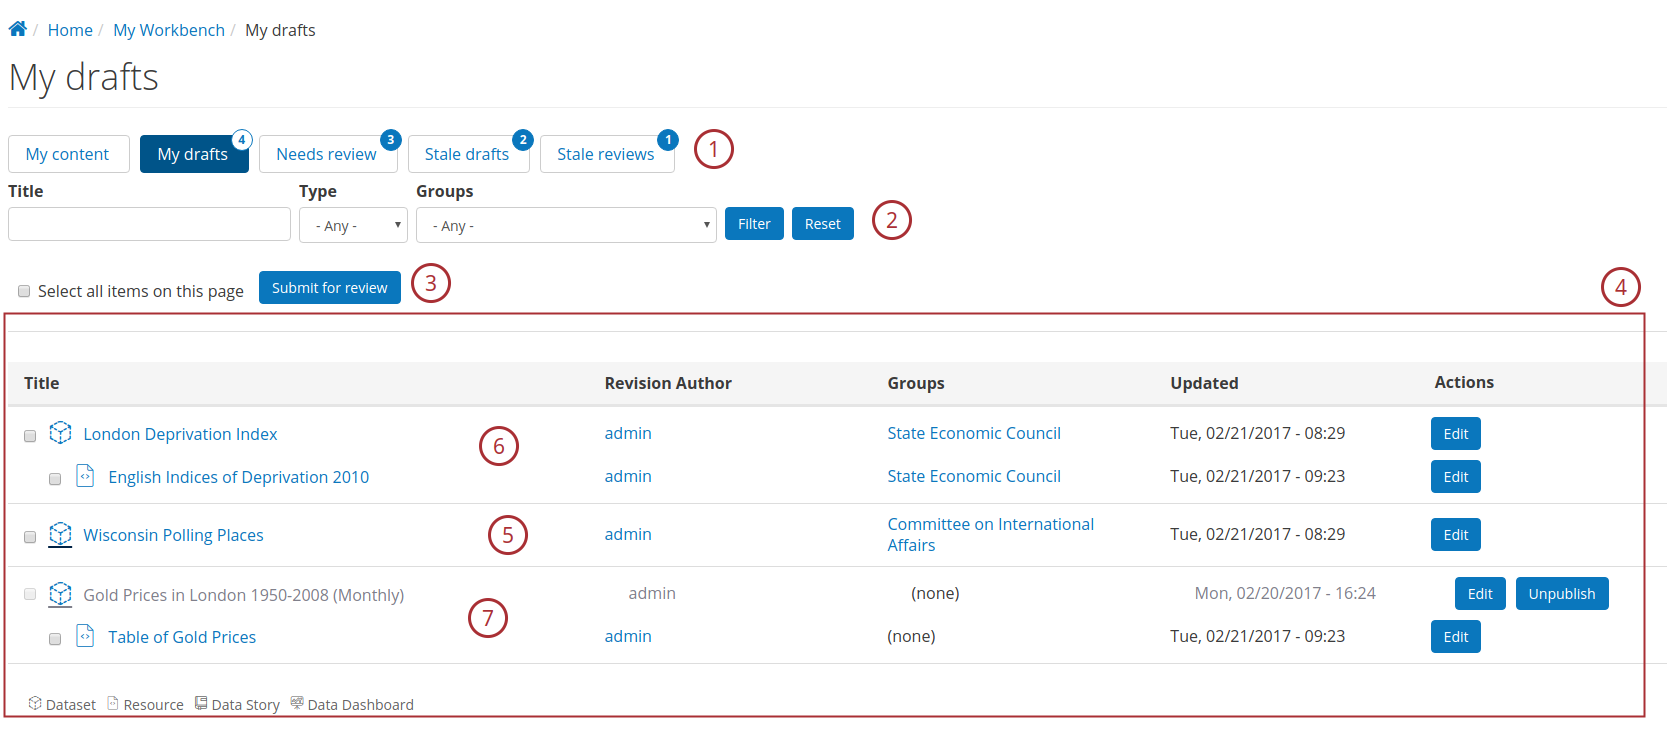 / Home / My Workbench / My drafts
My drafts
My content My drafts 4 Needs review 3 Stale drafts 2 Stale reviews 1 1
Title Type Groups
- Any - - Any - Filter Reset 2
Select all items on this page Submit for review 3
4
Title Revision Author Groups Updated Actions
London Deprivation Index 6 admin State Economic Council Tue, 02/21/2017 - 08:29 Edit
English Indices of Deprivation 2010 admin State Economic Council Tue, 02/21/2017 - 09:23 Edit
Wisconsin Polling Places 5 admin Committee on International Affairs Tue, 02/21/2017 - 08:29 Edit
Gold Prices in London 1950-2008 (Monthly) 7 admin (none) Mon, 02/20/2017 - 16:24 Edit Unpublish
Table of Gold Prices admin (none) Tue, 02/21/2017 - 09:23 Edit
Dataset Resource Data Story Data Dashboard